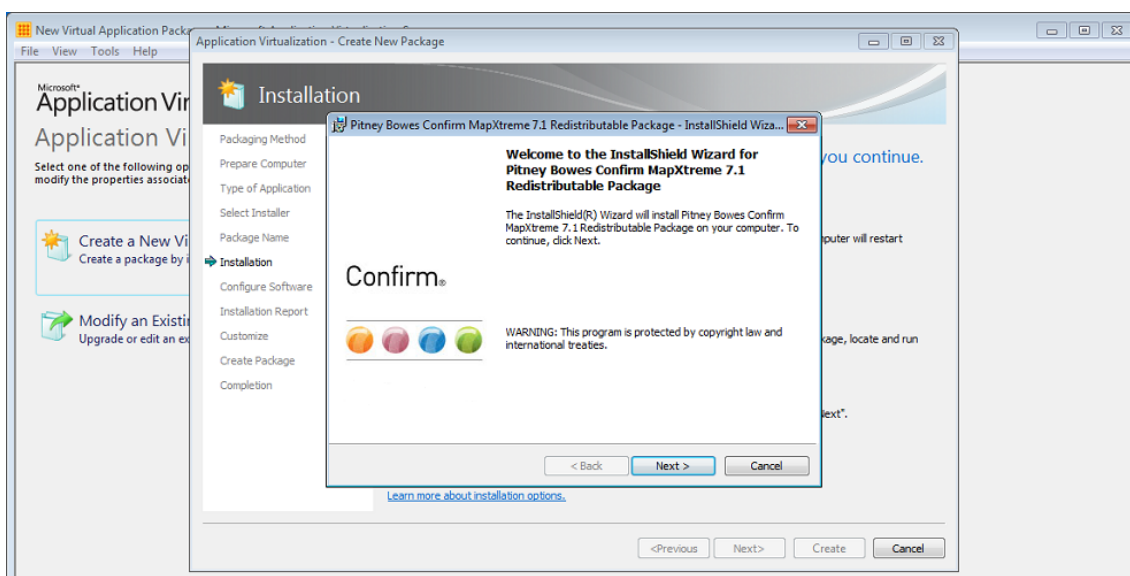 New Virtual Application Packa
File View Tools Help
Microsoft*
Application Vir
Application Vi
Select one of the following op
modify the properties associate
Create a New Vi
Create a package by i
Modify an Existi
Upgrade or edit an ex
Application Virtualization - Create New Package
Installation
Packaging Method
Prepare Computer
Type of Application
Select Installer
Package Name
Installation
Configure Software
Installation Report
Customize
Create Package
Completion
Pitney Bowes Confirm MapXtreme 7.1 Redistributable Package - InstallShield Wiza...
Welcome to the InstallShield Wizard for
Pitney Bowes Confirm MapXtreme 7.1
Redistributable Package
The InstallShield(R) Wizard will install Pitney Bowes Confirm
MapXtreme 7.1 Redistributable Package on your computer. To
continue, click Next.
Confirm®
WARNING: This program is protected by copyright law and
international treaties.
< Back Next > Cancel
you continue.
mputer will restart
kage, locate and run
Next".
Learn more about installation options.
<Previous Next> Create Cancel